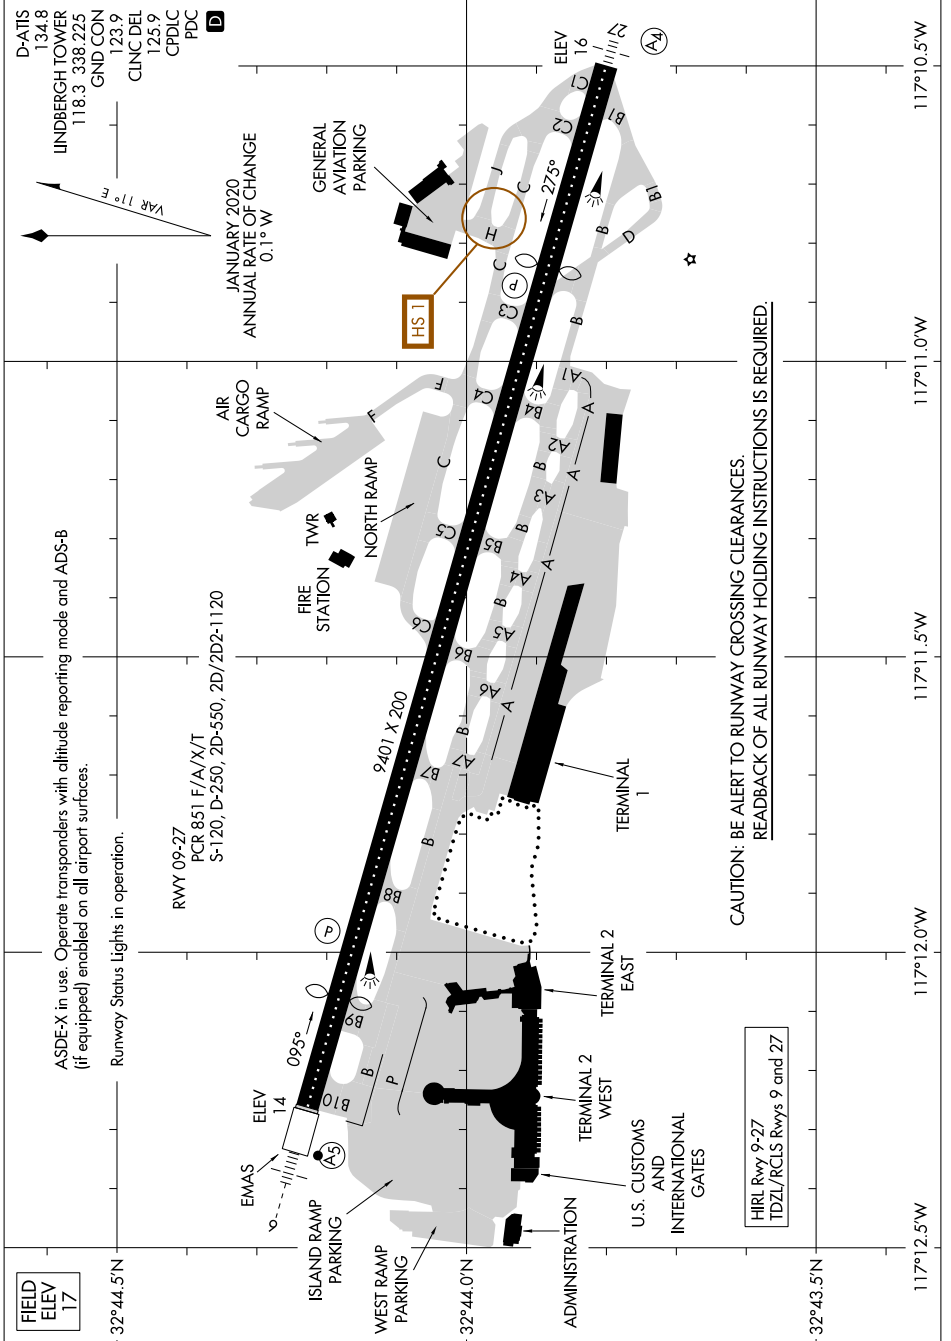 D-ATIS
134.8
LINDBERGH TOWER
118.3 338.225
GND CON
123.9
CLNC DEL
125.9
CPDLC
PDC
D
VAR 11° E
JANUARY 2020
ANNUAL RATE OF CHANGE
0.1° W
GENERAL
AVIATION
PARKING
HS 1
ELEV
16
27
A4
C1
C2
B1
J
C
275°
H
B
B1
D
C
P
C3
B
F
F
C4
A1
B4
A
AIR
CARGO
RAMP
C
A2
B
A
A3
NORTH RAMP
TWR
C5
B
B5
A
A4
FIRE
STATION
B
A5
C6
B6
A6
A
B
A7
B7
9401 X 200
TERMINAL
1
B
B8
ASDE-X in use. Operate transponders with altitude reporting mode and ADS-B
(if equipped) enabled on all airport surfaces.
Runway Status Lights in operation.
RWY 09-27
PCR 851 F/A/X/T
S-120, D-250, 2D-550, 2D/2D2-1120
P
B9
095°
B
P
B10
ELEV
14
A5
EMAS
9
TERMINAL 2
EAST
TERMINAL 2
WEST
U.S. CUSTOMS
AND
INTERNATIONAL
GATES
ISLAND RAMP
PARKING
WEST RAMP
PARKING
ADMINISTRATION
CAUTION: BE ALERT TO RUNWAY CROSSING CLEARANCES.
READBACK OF ALL RUNWAY HOLDING INSTRUCTIONS IS REQUIRED.
HIRL Rwy 9-27
TDZL/RCLS Rwys 9 and 27
FIELD
ELEV
17
32°44.5'N
32°44.0'N
32°43.5'N
117°12.5'W
117°12.0'W
117°11.5'W
117°11.0'W
117°10.5'W